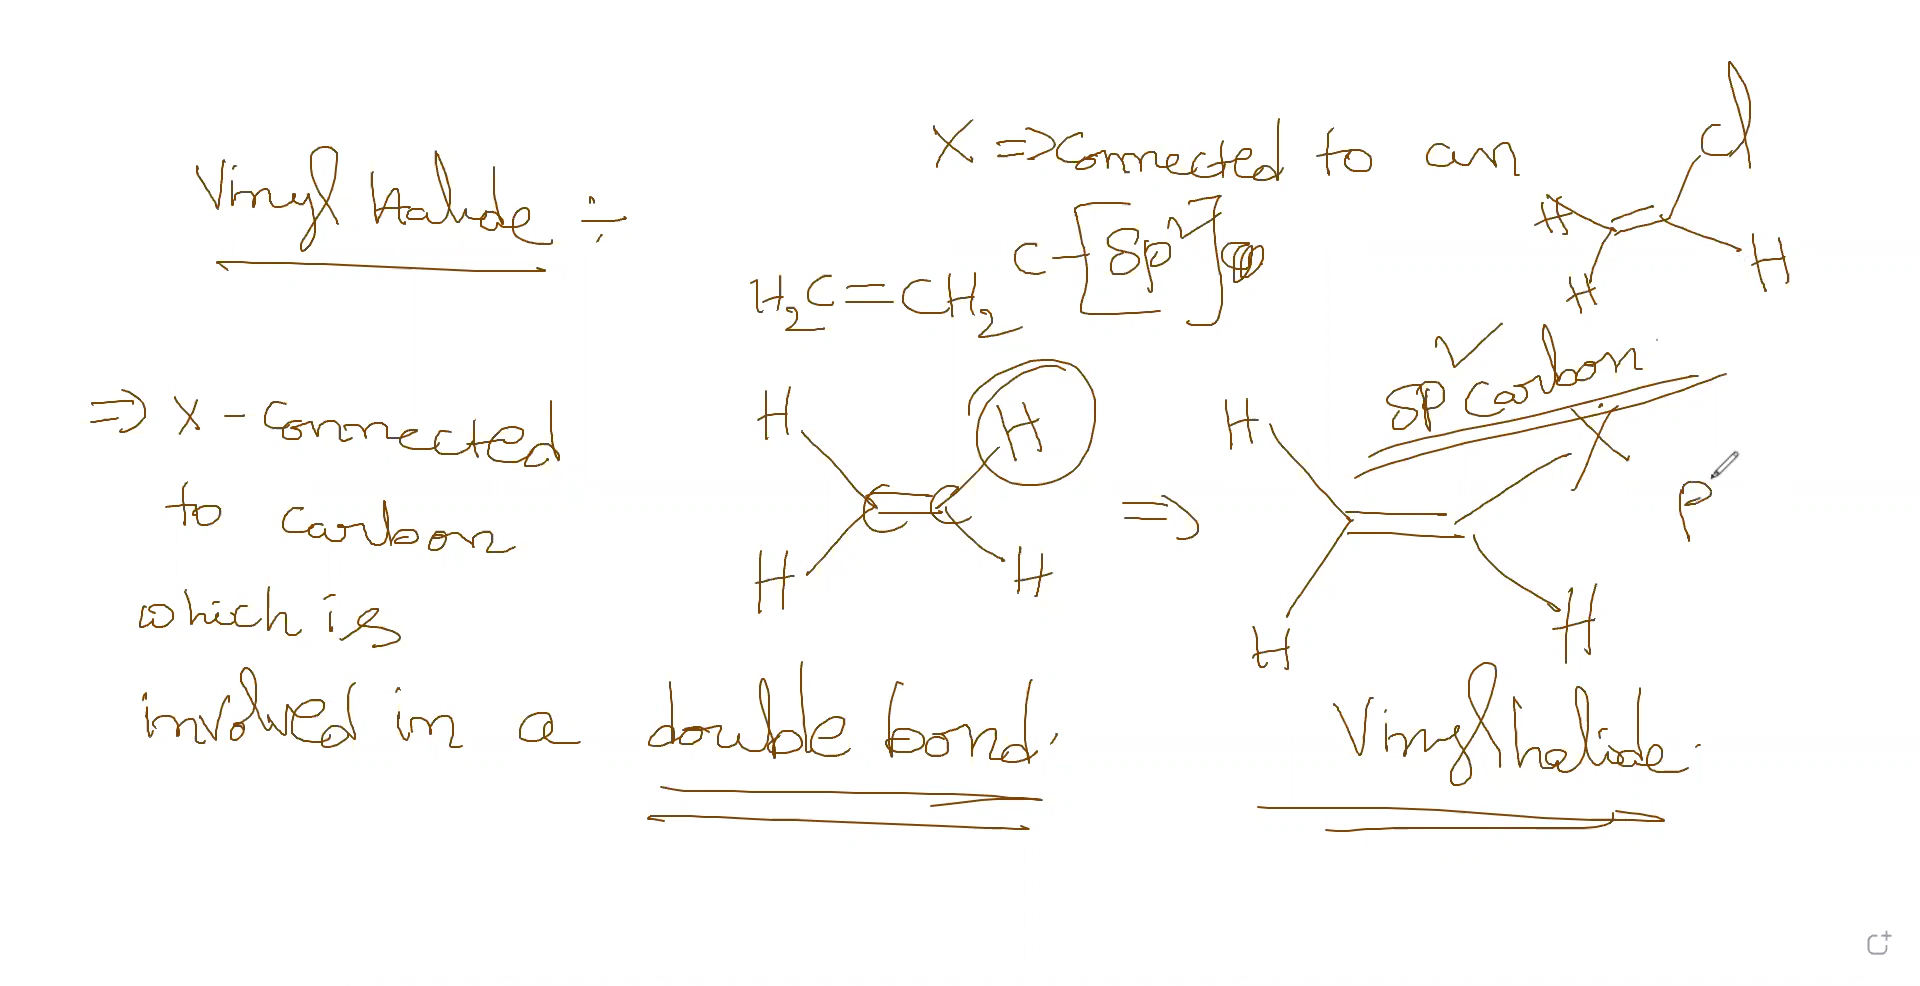 Vinyl Halide ÷
X ⇒ Connected to an
C-[Sp²]
H₂C=CH₂
Cl
H
H
H
Sp² Carbon
⇒ X - Connected
to carbon
which is
involved in a double bond.
H
H
C=C
H
H
⇒
H
X
H
H
P
Vinyl halide.